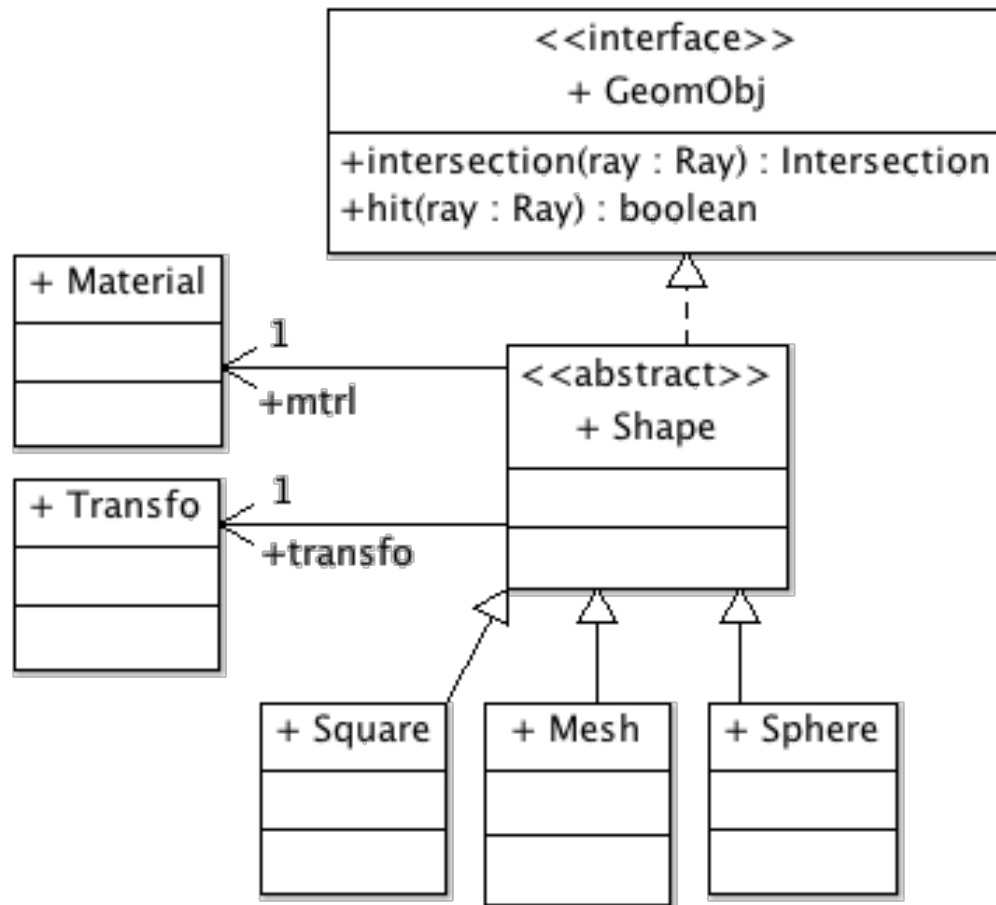 <<interface>>
+ GeomObj
+intersection(ray : Ray) : Intersection
+hit(ray : Ray) : boolean
+ Material
1
+mtrl
<<abstract>>
+ Shape
+ Transfo
1
+transfo
+ Square
+ Mesh
+ Sphere